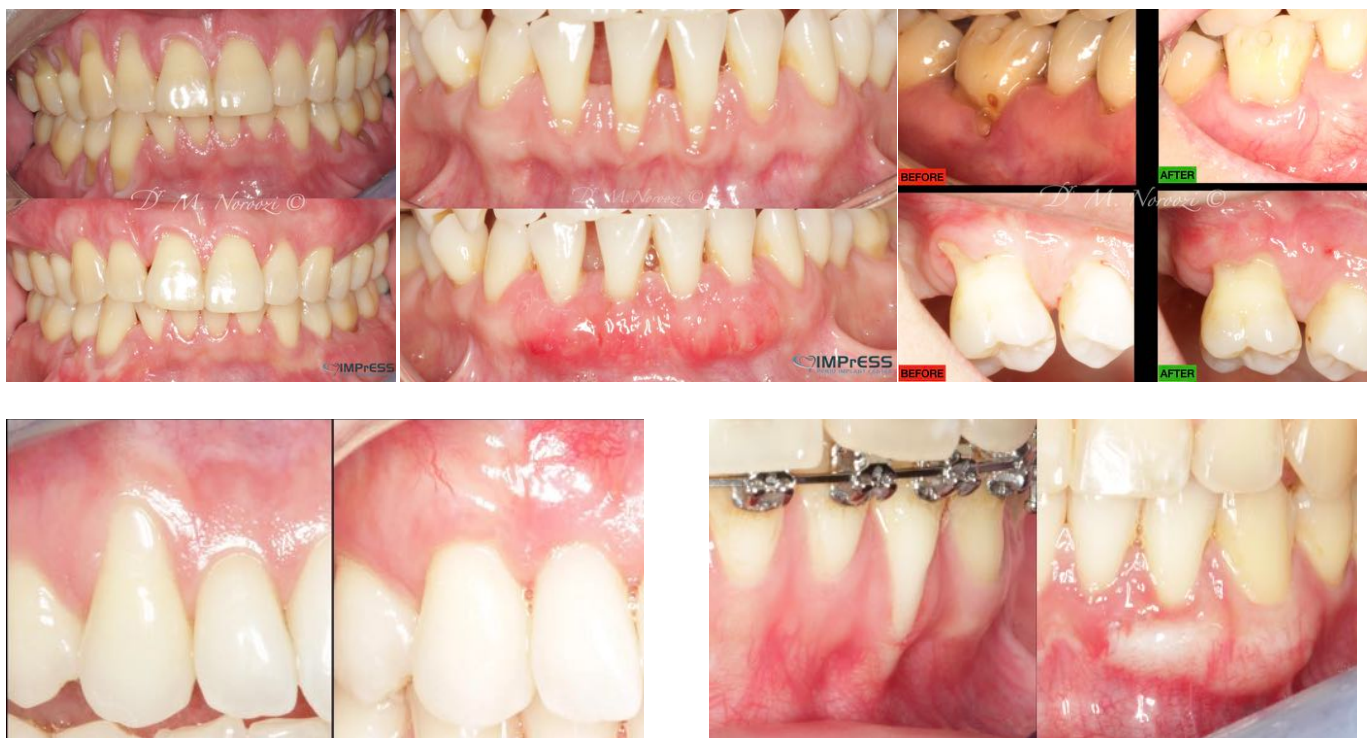 Dr M. Noroozi ©
IMPrESS
Dr M. Noroozi ©
IMPrESS
BEFORE
AFTER
Dr M. Noroozi ©
BEFORE
AFTER